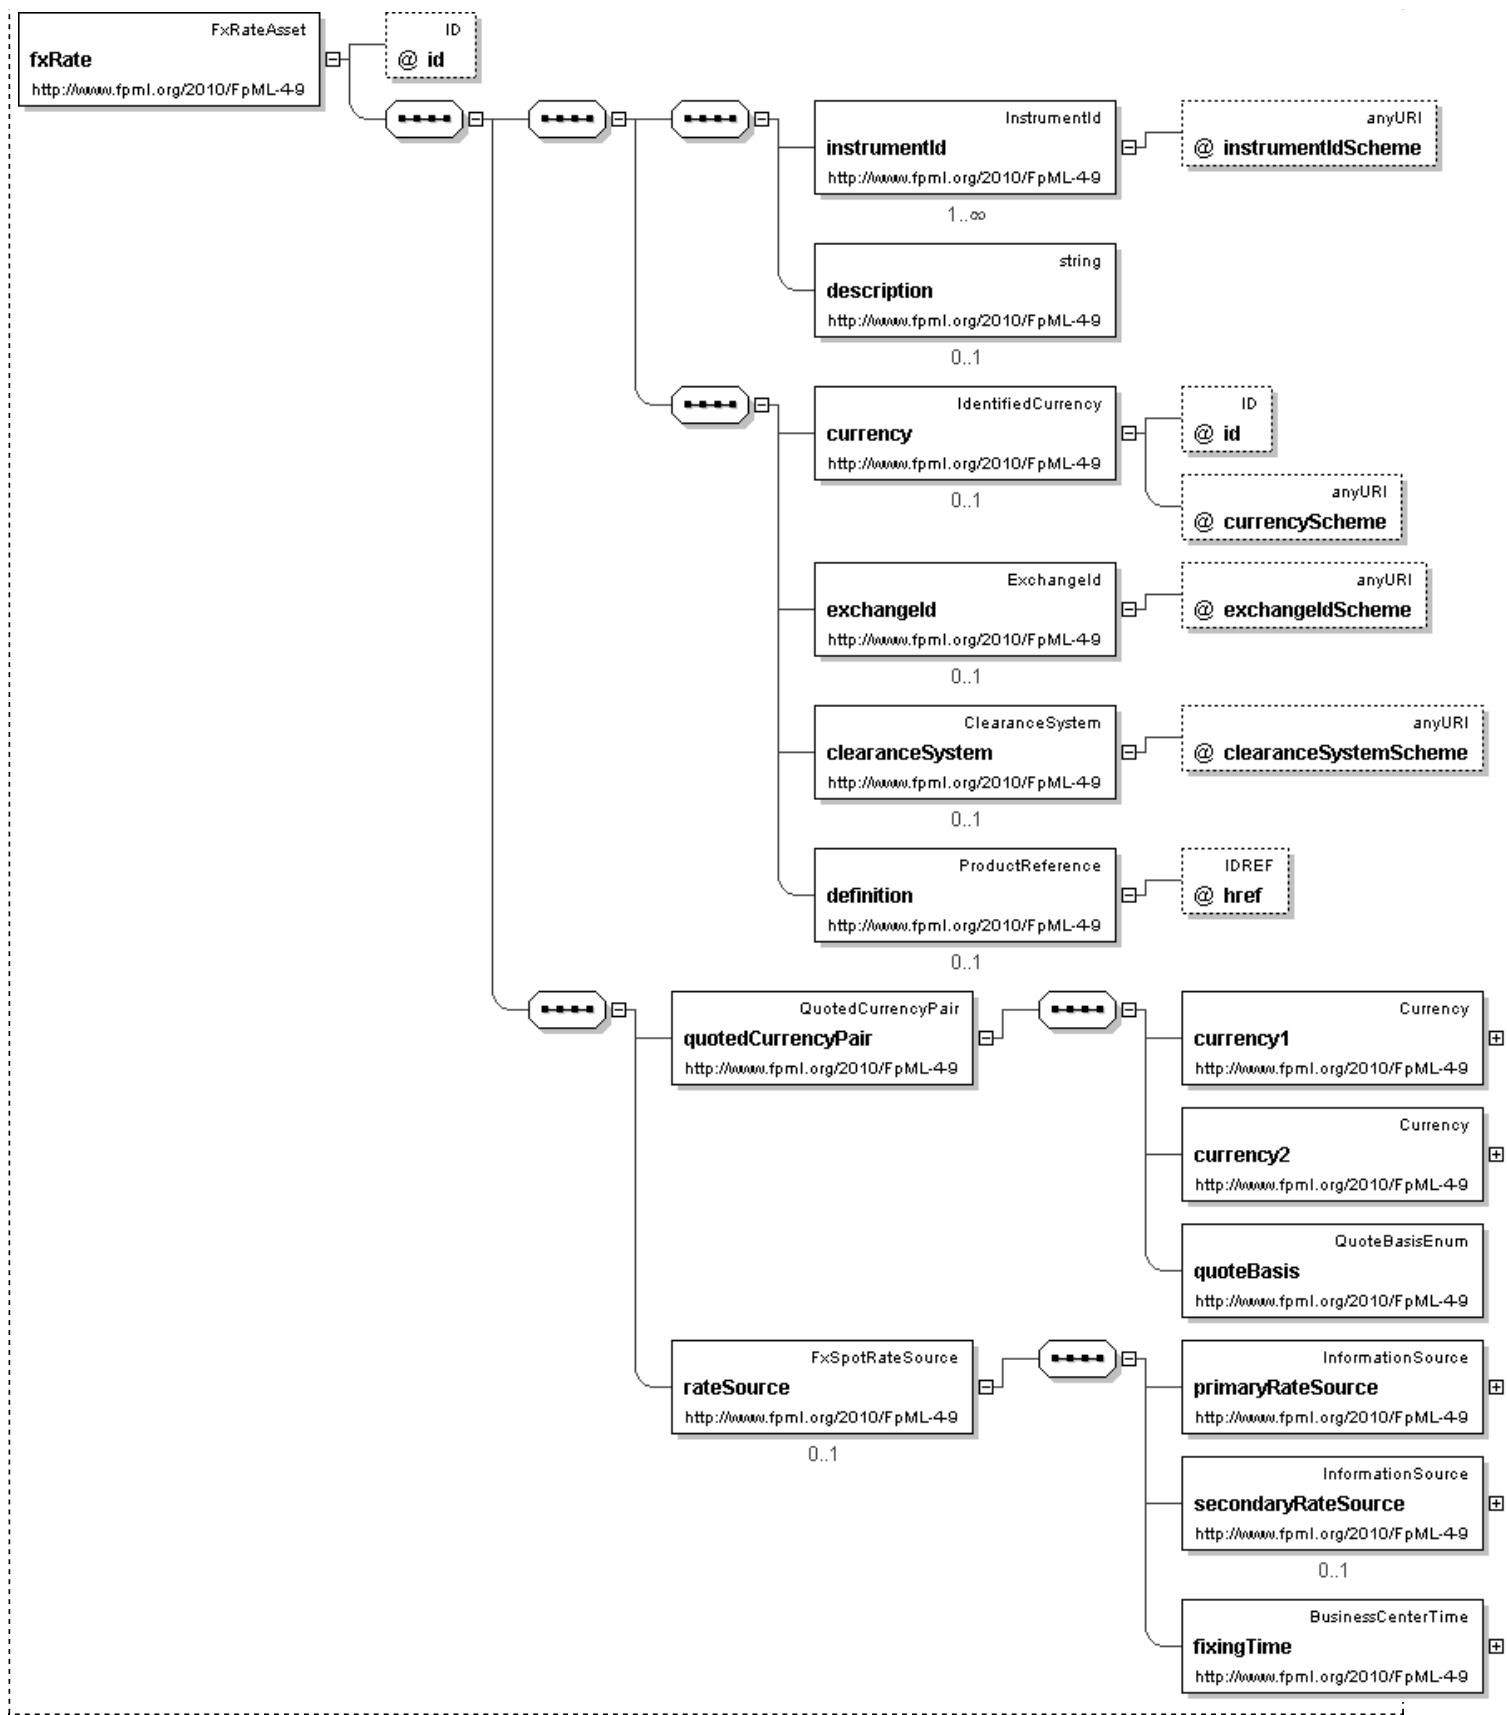 FxRateAsset
fxRate
http://www.fpml.org/2010/FpML-4-9
ID
@ id
InstrumentId
instrumentId
http://www.fpml.org/2010/FpML-4-9
1..∞
anyURI
@ instrumentIdScheme
string
description
http://www.fpml.org/2010/FpML-4-9
0..1
IdentifiedCurrency
currency
http://www.fpml.org/2010/FpML-4-9
0..1
ID
@ id
anyURI
@ currencyScheme
ExchangeId
exchangeId
http://www.fpml.org/2010/FpML-4-9
0..1
anyURI
@ exchangeIdScheme
ClearanceSystem
clearanceSystem
http://www.fpml.org/2010/FpML-4-9
0..1
anyURI
@ clearanceSystemScheme
ProductReference
definition
http://www.fpml.org/2010/FpML-4-9
0..1
IDREF
@ href
QuotedCurrencyPair
quotedCurrencyPair
http://www.fpml.org/2010/FpML-4-9
Currency
currency1
http://www.fpml.org/2010/FpML-4-9
Currency
currency2
http://www.fpml.org/2010/FpML-4-9
QuoteBasisEnum
quoteBasis
http://www.fpml.org/2010/FpML-4-9
FxSpotRateSource
rateSource
http://www.fpml.org/2010/FpML-4-9
0..1
InformationSource
primaryRateSource
http://www.fpml.org/2010/FpML-4-9
InformationSource
secondaryRateSource
http://www.fpml.org/2010/FpML-4-9
0..1
BusinessCenterTime
fixingTime
http://www.fpml.org/2010/FpML-4-9